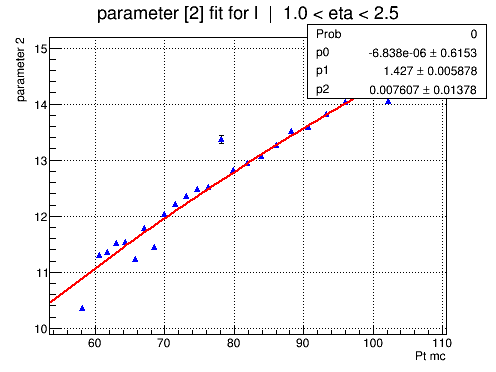 parameter [2] fit for I | 1.0 < eta < 2.5
Prob 0
p0 -6.838e-06 ± 0.6153
p1 1.427 ± 0.005878
p2 0.007607 ± 0.01378
parameter 2
15
14
13
12
11
10
60 70 80 90 100 110
Pt mc